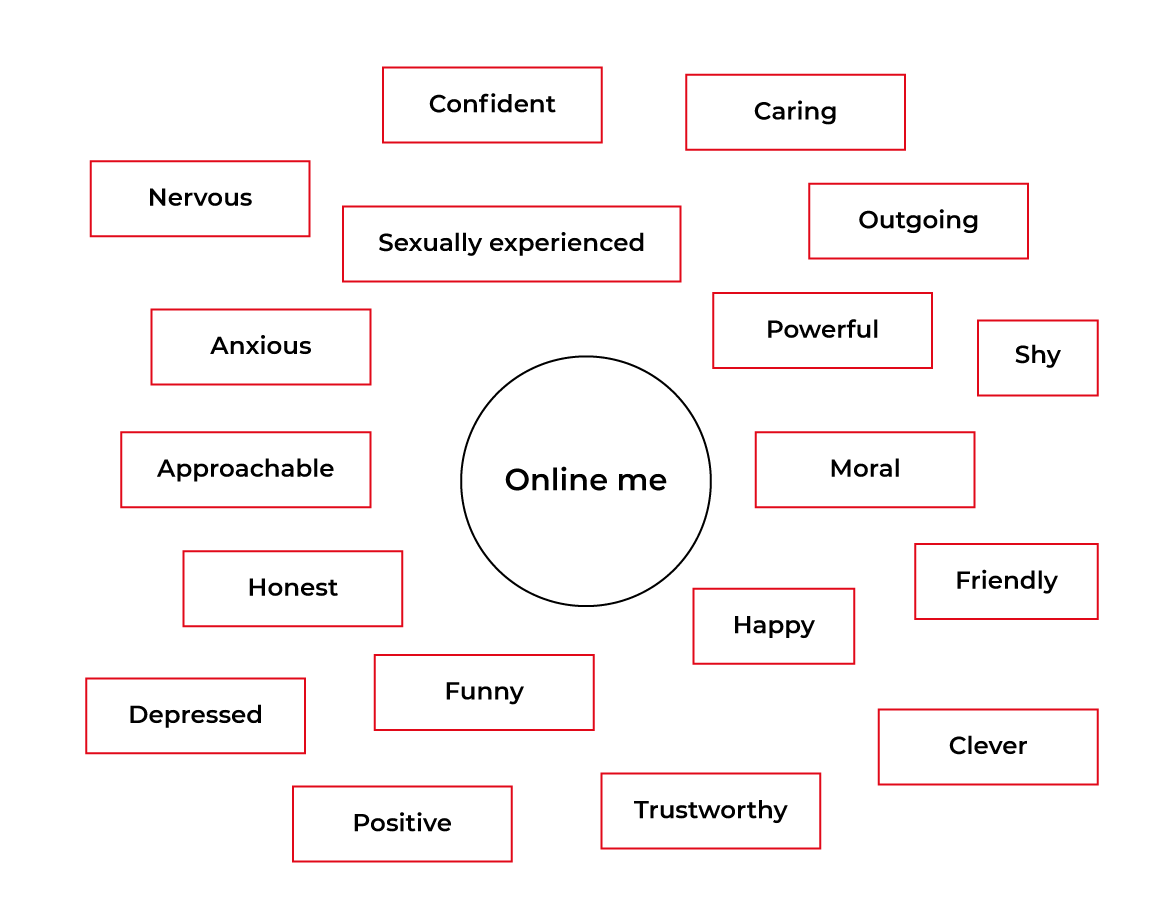 Confident
Caring
Nervous
Outgoing
Sexually experienced
Powerful
Anxious
Shy
Approachable
Online me
Moral
Honest
Friendly
Happy
Funny
Depressed
Clever
Positive
Trustworthy